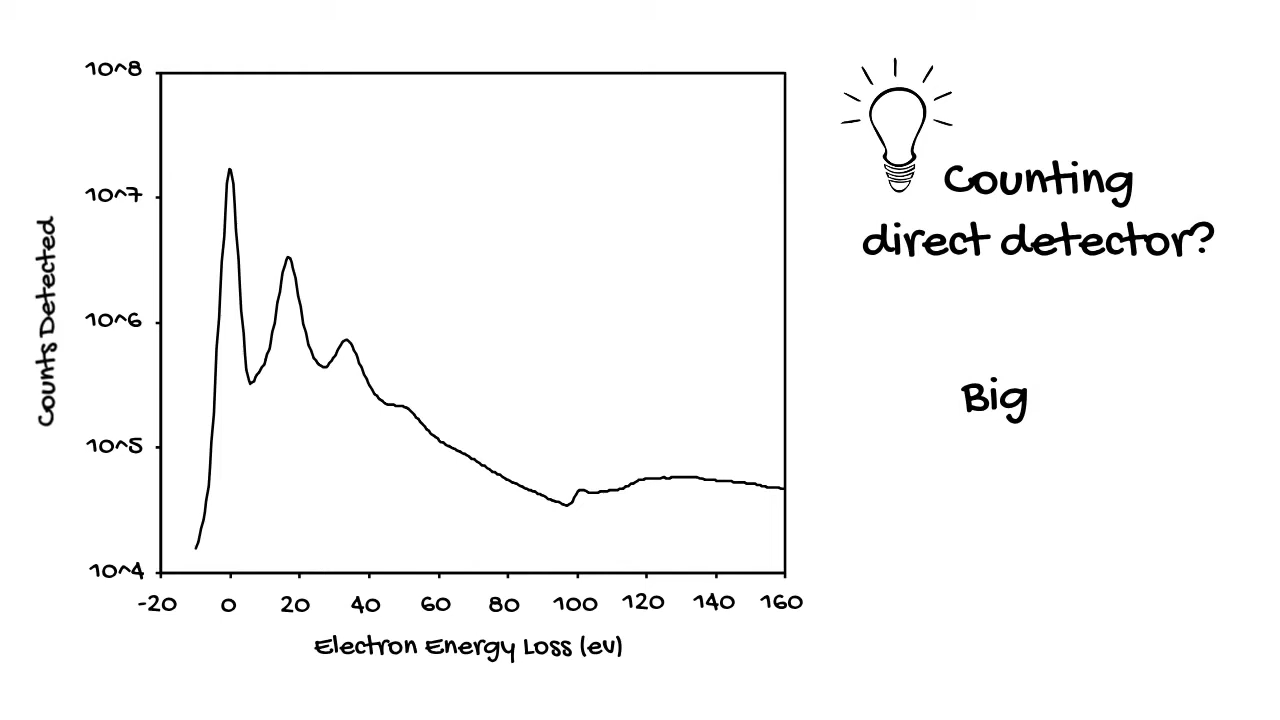 10^8
10^7
10^6
10^5
10^4
Counts Detected
-20 0 20 40 60 80 100 120 140 160
Electron Energy Loss (eV)
Counting
direct detector?
Big